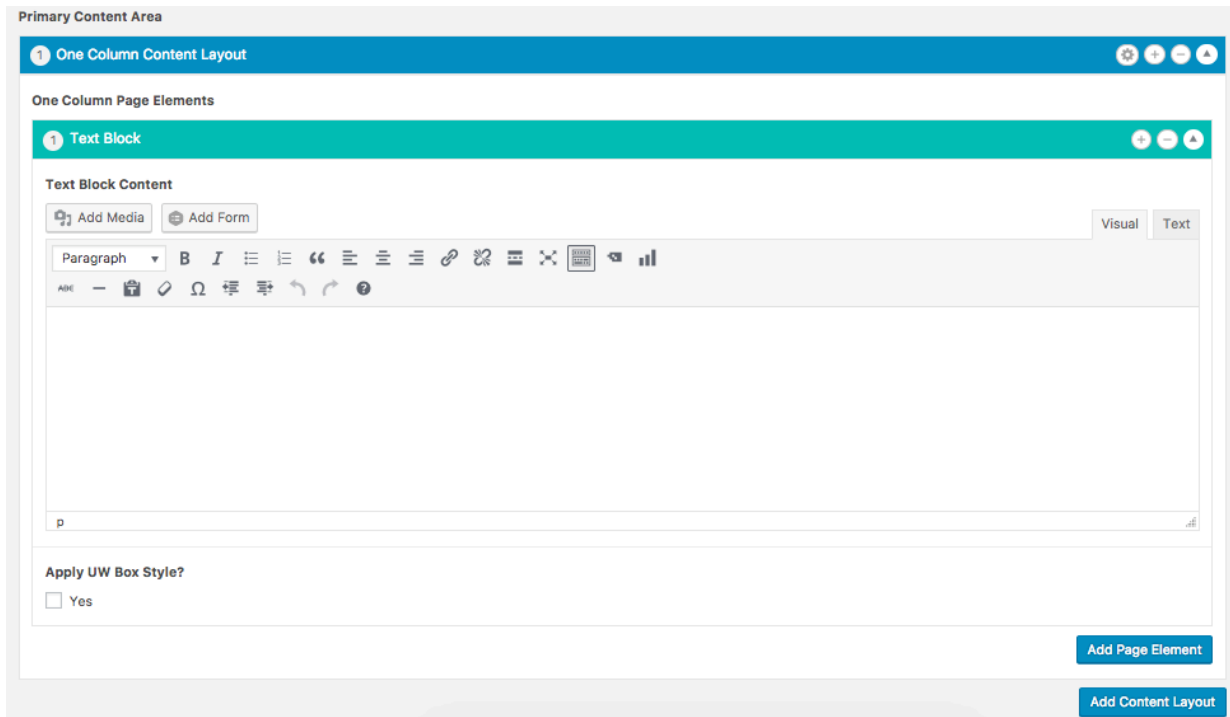 Primary Content Area
1 One Column Content Layout
One Column Page Elements
1 Text Block
Text Block Content
Add Media Add Form
Visual Text
Paragraph B I
ABC Ω
p
Apply UW Box Style?
Yes
Add Page Element
Add Content Layout